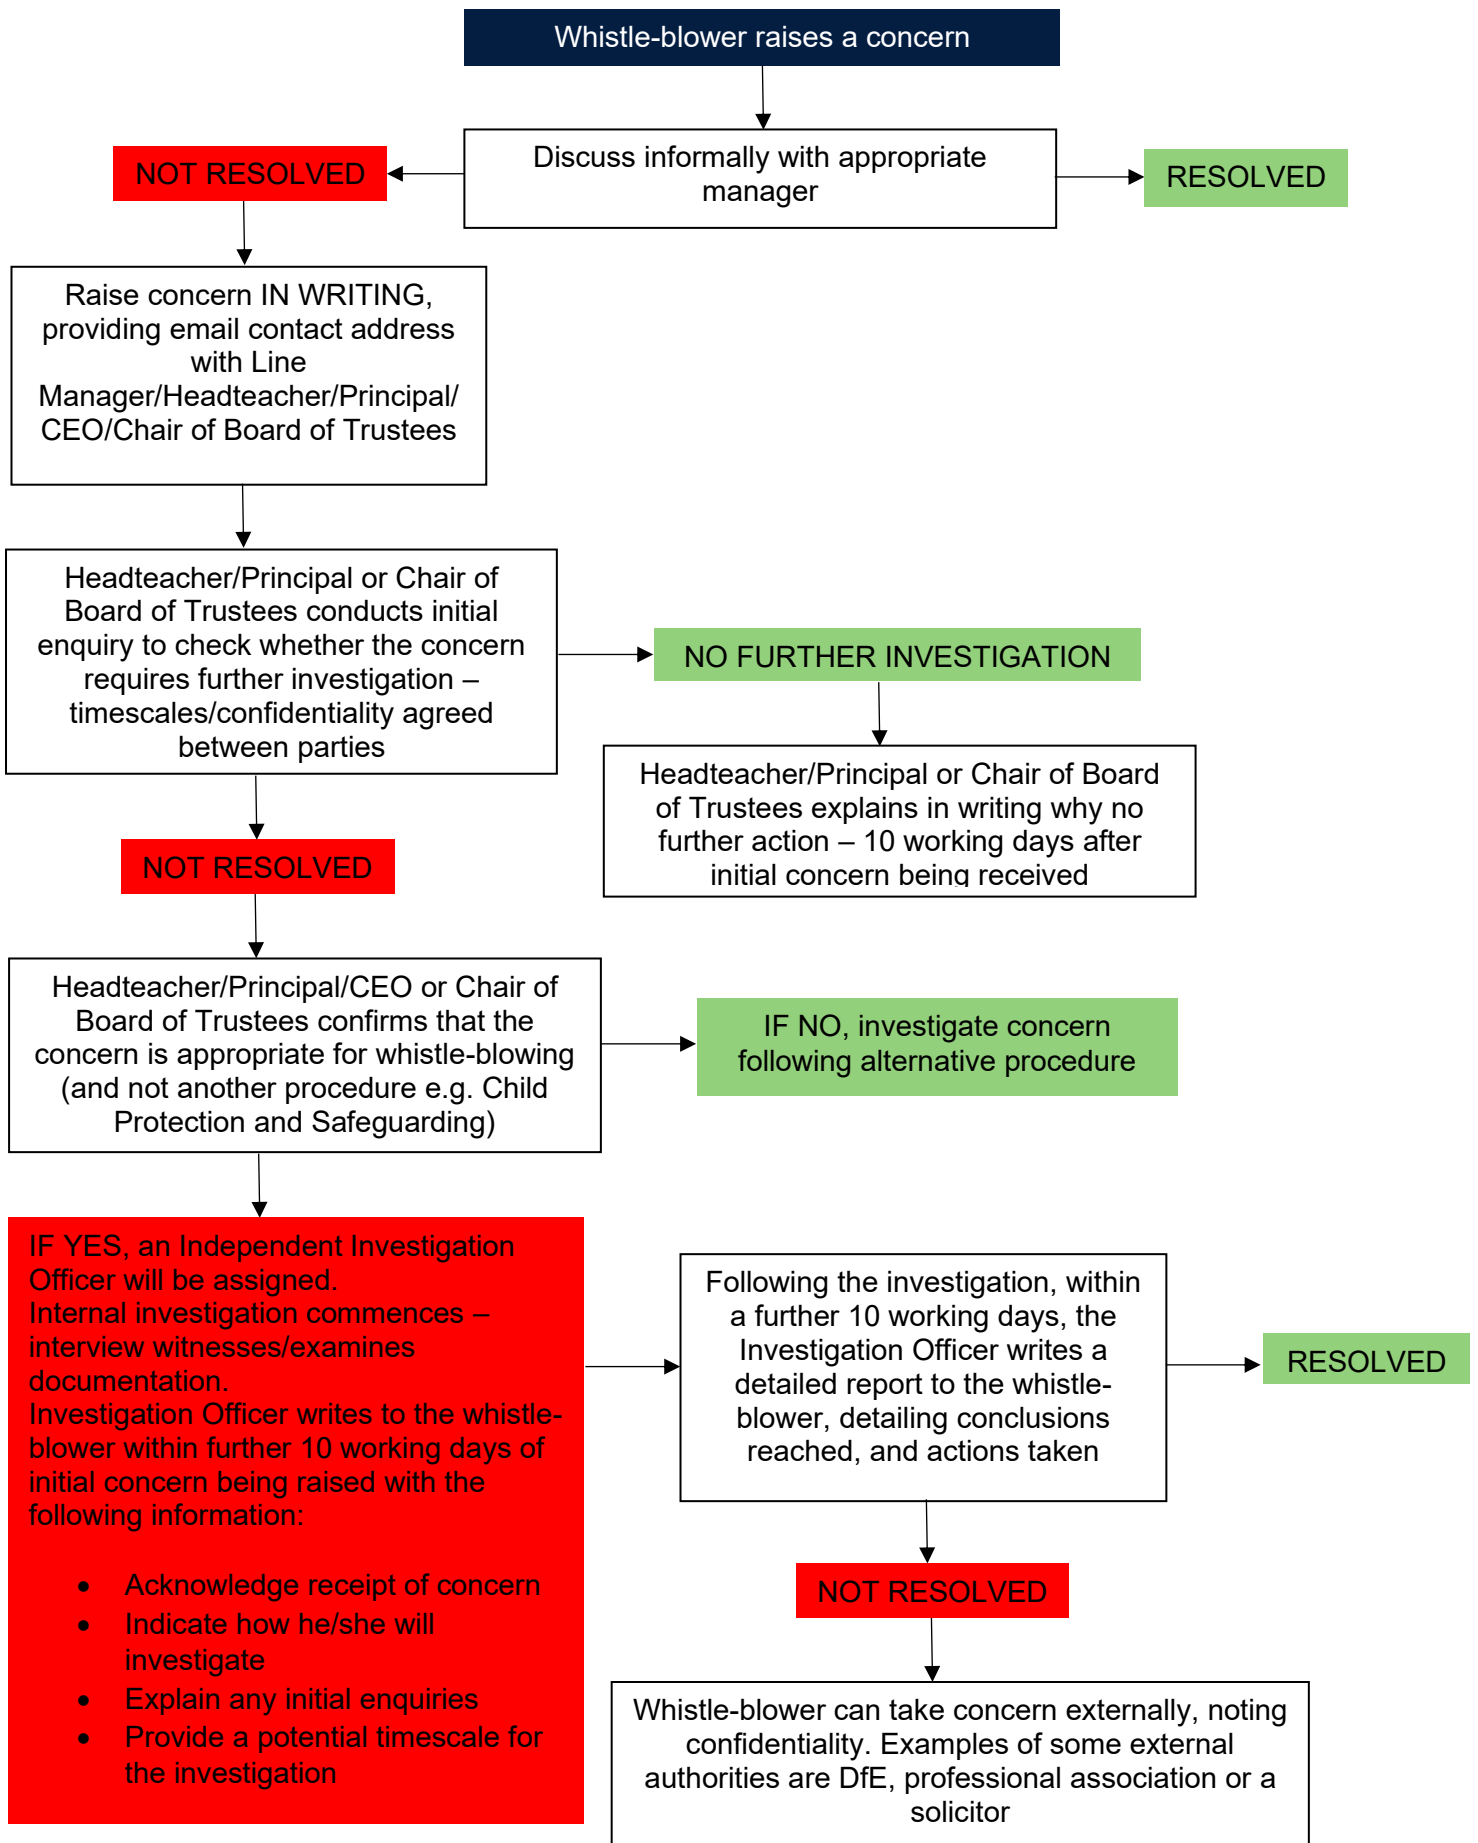 Whistle-blower raises a concern
Discuss informally with appropriate
manager
NOT RESOLVED
RESOLVED
Raise concern IN WRITING,
providing email contact address
with Line
Manager/Headteacher/Principal/
CEO/Chair of Board of Trustees
Headteacher/Principal or Chair of
Board of Trustees conducts initial
enquiry to check whether the concern
requires further investigation –
timescales/confidentiality agreed
between parties
NO FURTHER INVESTIGATION
Headteacher/Principal or Chair of Board
of Trustees explains in writing why no
further action – 10 working days after
initial concern being received
NOT RESOLVED
Headteacher/Principal/CEO or Chair of
Board of Trustees confirms that the
concern is appropriate for whistle-blowing
(and not another procedure e.g. Child
Protection and Safeguarding)
IF NO, investigate concern
following alternative procedure
IF YES, an Independent Investigation
Officer will be assigned.
Internal investigation commences –
interview witnesses/examines
documentation.
Investigation Officer writes to the whistle-
blower within further 10 working days of
initial concern being raised with the
following information:
• Acknowledge receipt of concern
• Indicate how he/she will
investigate
• Explain any initial enquiries
• Provide a potential timescale for
the investigation
Following the investigation, within
a further 10 working days, the
Investigation Officer writes a
detailed report to the whistle-
blower, detailing conclusions
reached, and actions taken
RESOLVED
NOT RESOLVED
Whistle-blower can take concern externally, noting
confidentiality. Examples of some external
authorities are DfE, professional association or a
solicitor